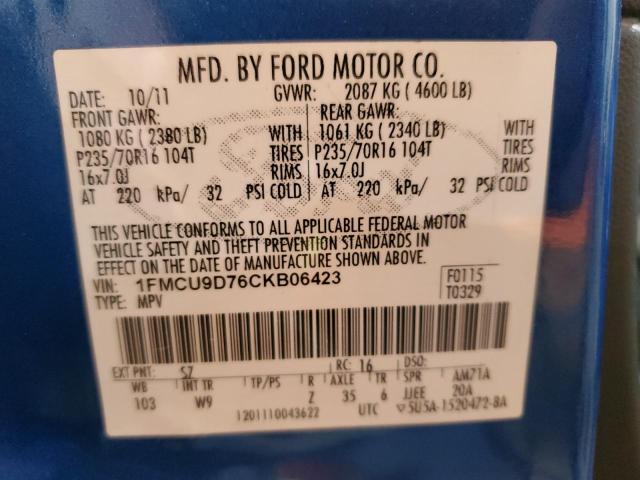 MFD. BY FORD MOTOR CO.
DATE: 10/11 GVWR: 2087 KG ( 4600 LB)
FRONT GAWR: REAR GAWR:
1080 KG ( 2380 LB) WITH 1061 KG ( 2340 LB) WITH
P235/70R16 104T TIRES P235/70R16 104T TIRES
16x7.0J RIMS 16x7.0J RIMS
AT 220 kPa/ 32 PSI COLD AT 220 kPa/ 32 PSI COLD
THIS VEHICLE CONFORMS TO ALL APPLICABLE FEDERAL MOTOR
VEHICLE SAFETY AND THEFT PREVENTION STANDARDS IN
EFFECT ON THE DATE OF MANUFACTURE SHOWN ABOVE.
VIN: 1FMCU9D76CKB06423 F0115
TYPE: MPV T0329
EXT PNT: SZ RC: 16 DSO:
WB INT TR TP/PS R AXLE TR SPR AM71A
103 W9 Z 35 6 JJEE 20A
1201110043622 UTC 5U5A-1520472-BA